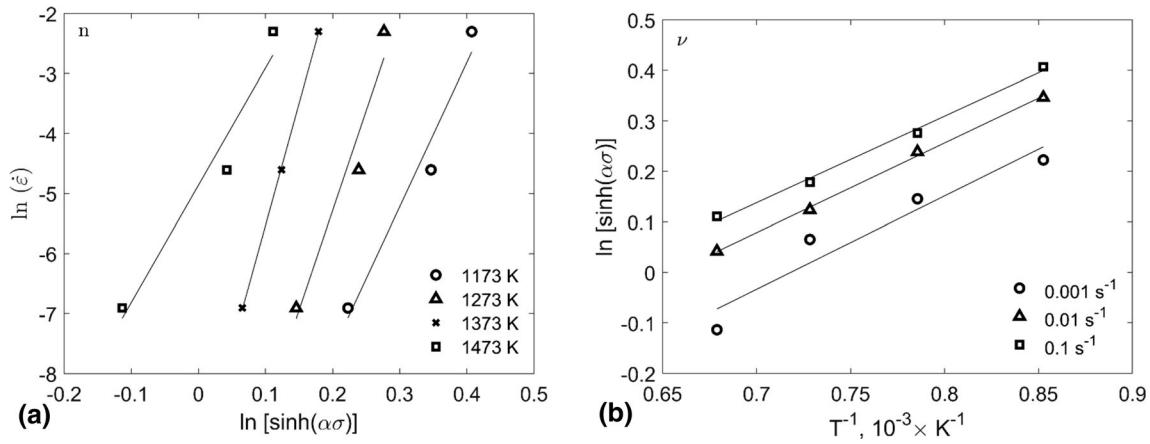 n
-2
-3
-4
-5
-6
-7
-8
ln (ε̇)
-0.2
-0.1
0
0.1
0.2
0.3
0.4
0.5
ln [sinh(ασ)]
1173 K
1273 K
1373 K
1473 K
(a)
ν
0.5
0.4
0.3
0.2
0.1
0
-0.1
-0.2
ln [sinh(ασ)]
0.65
0.7
0.75
0.8
0.85
0.9
T⁻¹, 10⁻³× K⁻¹
0.001 s⁻¹
0.01 s⁻¹
0.1 s⁻¹
(b)